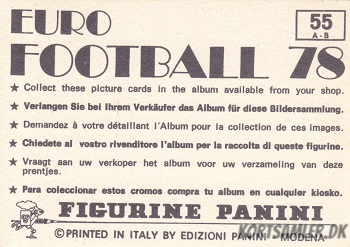 EURO
55
A-B
FOOTBALL 78
★ Collect these picture cards in the album available from your shop.
★ Verlangen Sie bei Ihrem Verkäufer das Album für diese Bildersammlung.
★ Demandez à votre détaillant l'Album pour la collection de ces images.
★ Chiedete al vostro rivenditore l'album per la raccolta di queste figurine.
★ Vraagt aan uw verkoper het album voor uw verzameling van deze
prentjes.
★ Para coleccionar estos cromos compra tu album en cualquier kiosko.
FIGURINE PANINI
©PRINTED IN ITALY BY EDIZIONI PANINI - MODENA
KORTSAMLER.DK